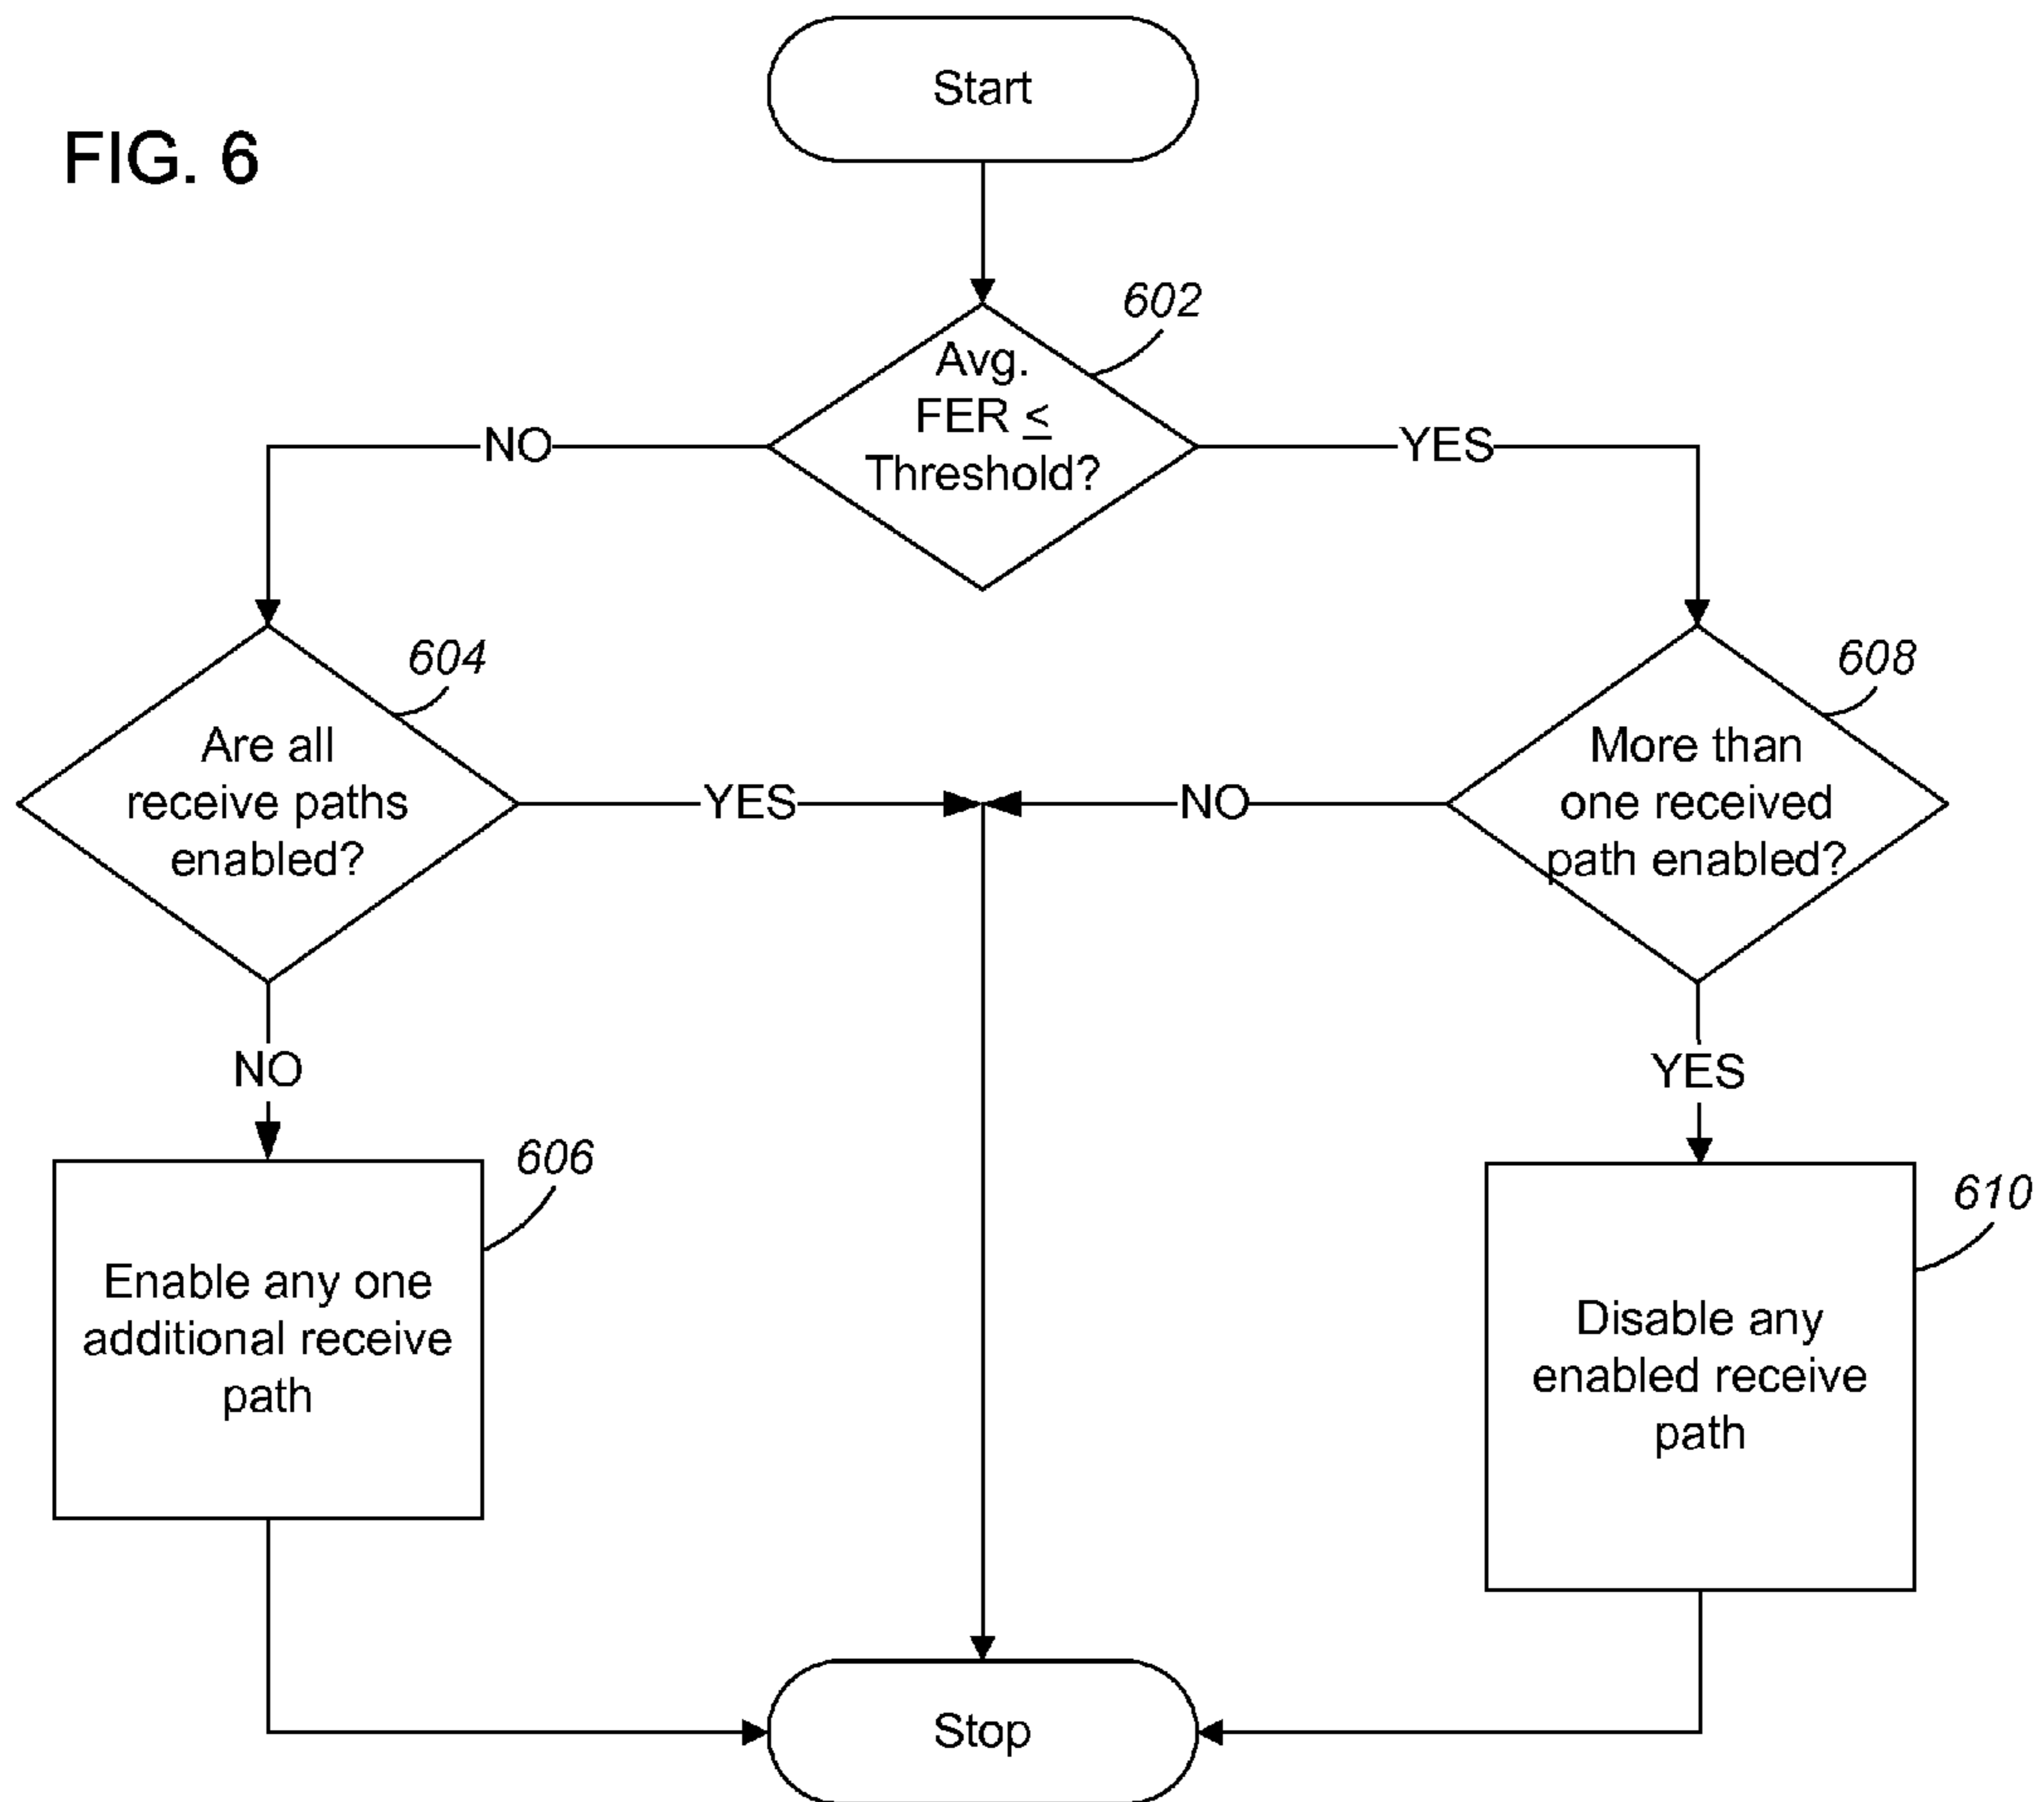 Start
FIG. 6
602
Avg.
FER ≤
Threshold?
NO
YES
604
608
Are all
receive paths
enabled?
YES
NO
More than
one received
path enabled?
NO
YES
606
610
Enable any one
additional receive
path
Disable any
enabled receive
path
Stop